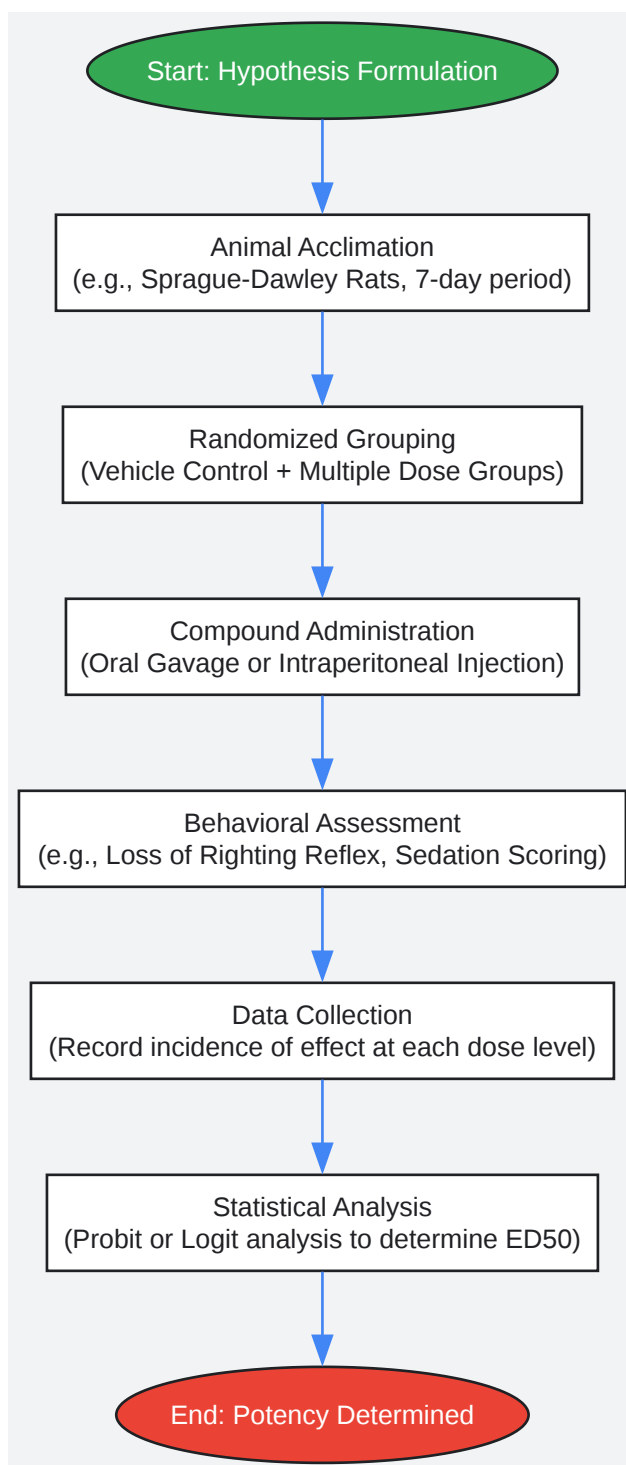 Start: Hypothesis Formulation
Animal Acclimation
(e.g., Sprague-Dawley Rats, 7-day period)
Randomized Grouping
(Vehicle Control + Multiple Dose Groups)
Compound Administration
(Oral Gavage or Intraperitoneal Injection)
Behavioral Assessment
(e.g., Loss of Righting Reflex, Sedation Scoring)
Data Collection
(Record incidence of effect at each dose level)
Statistical Analysis
(Probit or Logit analysis to determine ED50)
End: Potency Determined